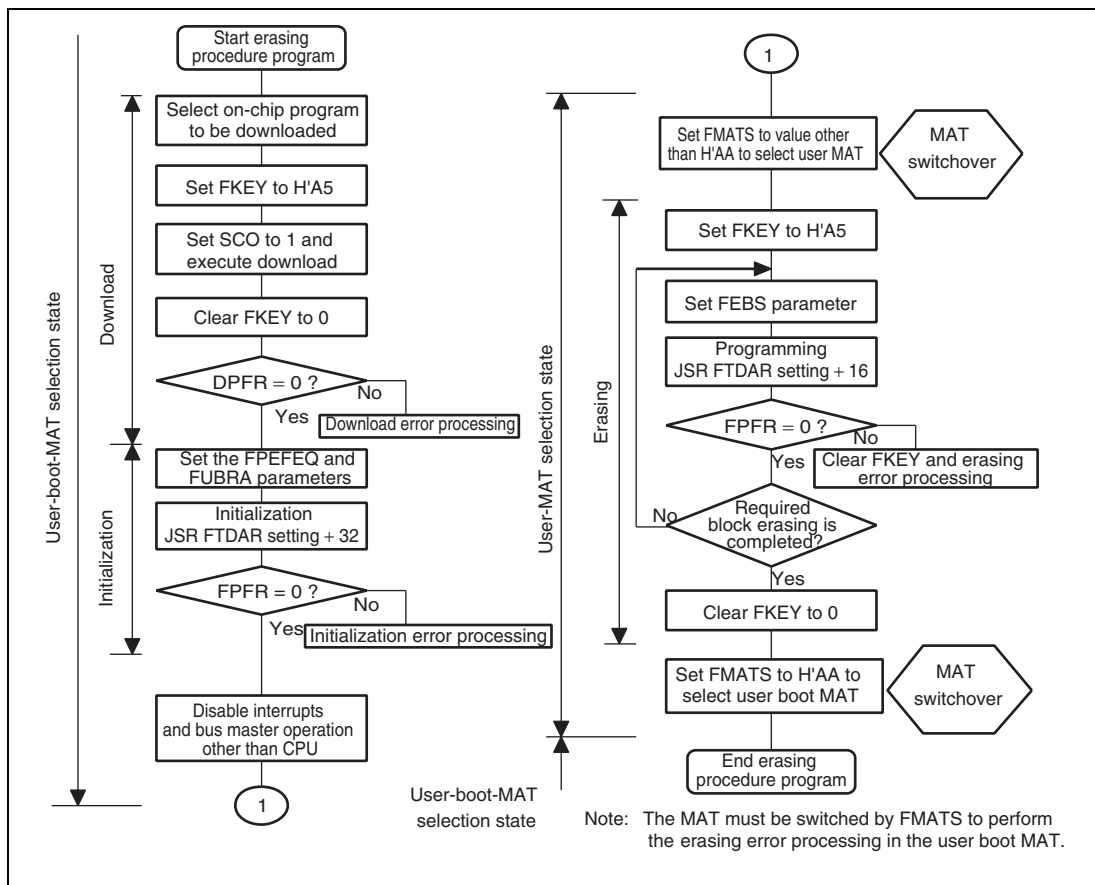 Start erasing
procedure program
Select on-chip program
to be downloaded
Set FKEY to H'A5
Set SCO to 1 and
execute download
Clear FKEY to 0
DPFR = 0 ?
No
Yes
Download error processing
Set the FPEFEQ and
FUBRA parameters
Initialization
JSR FTDAR setting + 32
FPFR = 0 ?
No
Yes
Initialization error processing
Disable interrupts
and bus master operation
other than CPU
1
Download
Initialization
User-boot-MAT selection state
1
Set FMATS to value other
than H'AA to select user MAT
MAT
switchover
Set FKEY to H'A5
Set FEBS parameter
Programming
JSR FTDAR setting + 16
FPFR = 0 ?
No
Yes
Clear FKEY and erasing
error processing
Required
block erasing is
completed?
No
Yes
Clear FKEY to 0
Set FMATS to H'AA to
select user boot MAT
MAT
switchover
End erasing
procedure program
Erasing
User-MAT selection state
User-boot-MAT
selection state
Note: The MAT must be switched by FMATS to perform
the erasing error processing in the user boot MAT.